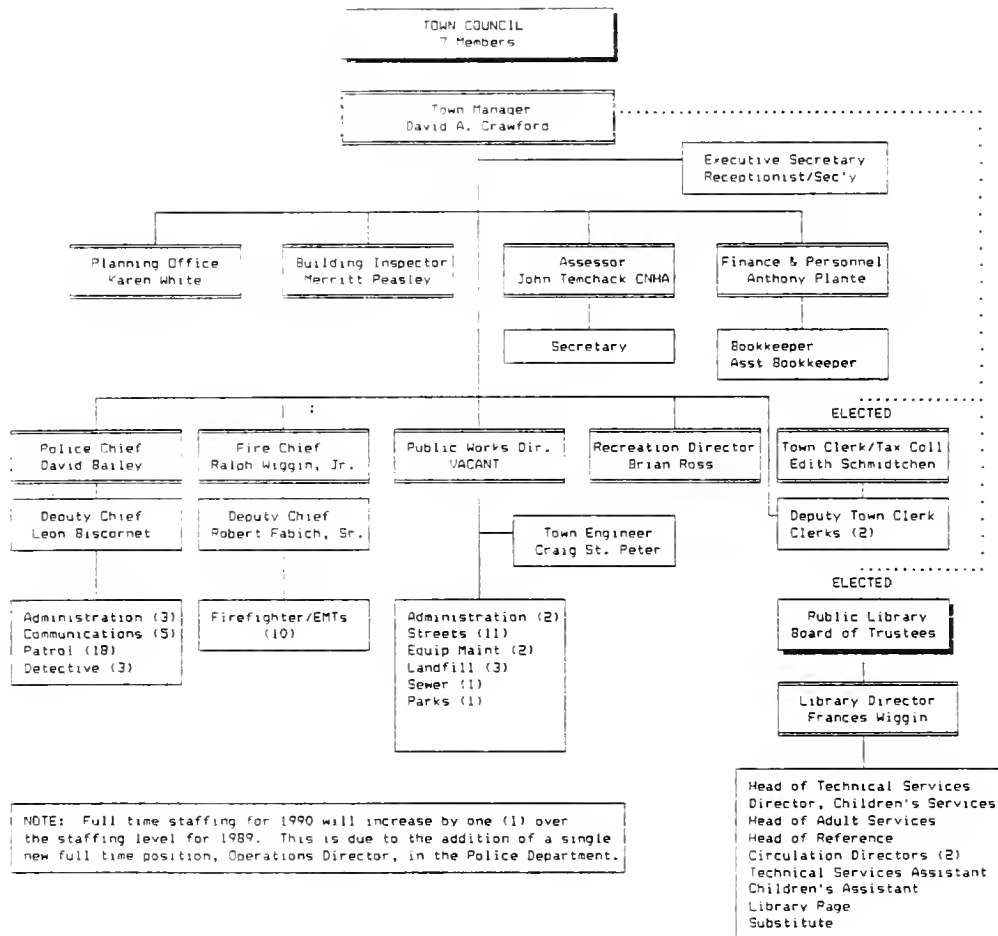 TOWN COUNCIL
7 Members
Town Manager
David A. Crawford
Executive Secretary
Receptionist/Sec'y
Planning Office
Karen White
Building Inspector
Merritt Peasley
Assessor
John Temchack CNHA
Finance & Personnel
Anthony Plante
Secretary
Bookkeeper
Asst Bookkeeper
ELECTED
Police Chief
David Bailey
Fire Chief
Ralph Wiggin, Jr.
Public Works Dir.
VACANT
Recreation Director
Brian Ross
Town Clerk/Tax Coll
Edith Schmidtchen
Deputy Chief
Leon Biscornet
Deputy Chief
Robert Fabich, Sr.
Town Engineer
Craig St. Peter
Deputy Town Clerk
Clerks (2)
ELECTED
Administration (3)
Communications (5)
Patrol (18)
Detective (3)
Firefighter/EMTs
(10)
Administration (2)
Streets (11)
Equip Maint (2)
Landfill (3)
Sewer (1)
Parks (1)
Public Library
Board of Trustees
Library Director
Frances Wiggin
Head of Technical Services
Director, Children's Services
Head of Adult Services
Head of Reference
Circulation Directors (2)
Technical Services Assistant
Children's Assistant
Library Page
Substitute
NOTE: Full time staffing for 1990 will increase by one (1) over
the staffing level for 1989. This is due to the addition of a single
new full time position, Operations Director, in the Police Department.